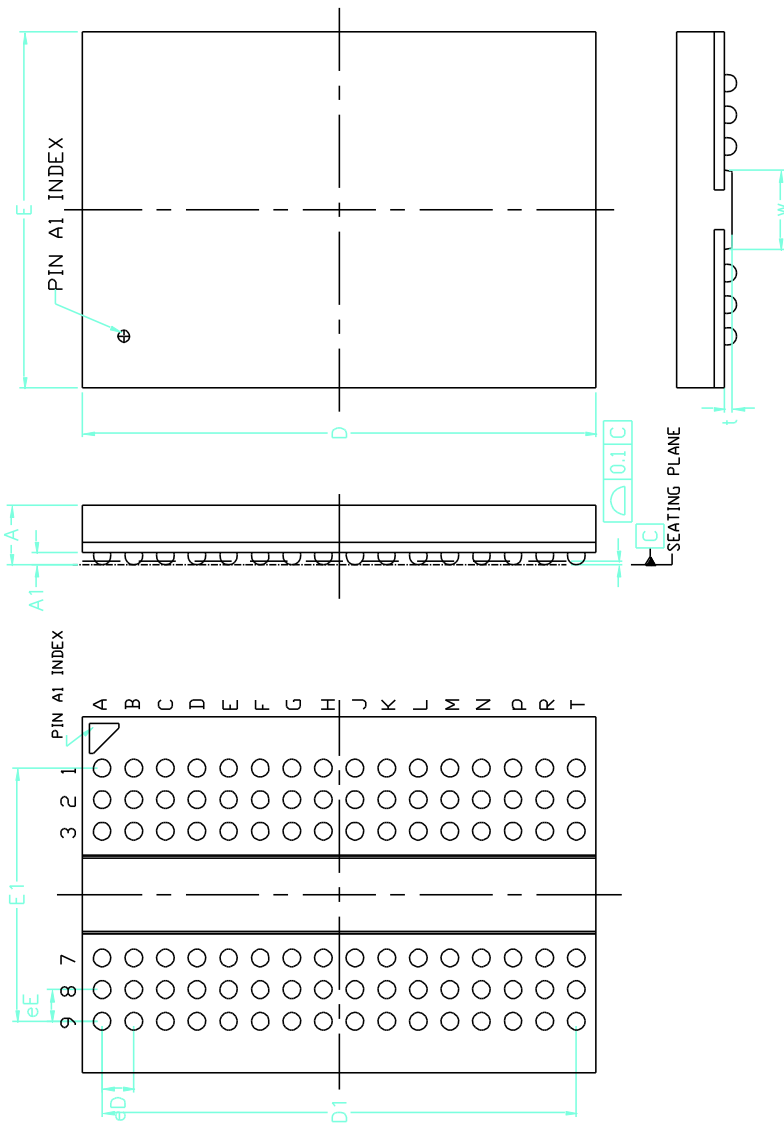 E
PIN A1 INDEX
D
W
t
A
A1
0.1 C
C
SEATING PLANE
PIN A1 INDEX
A B C D E F G H J K L M N P R T
1
2
3
7
8
9
E1
eE
eD1
D1